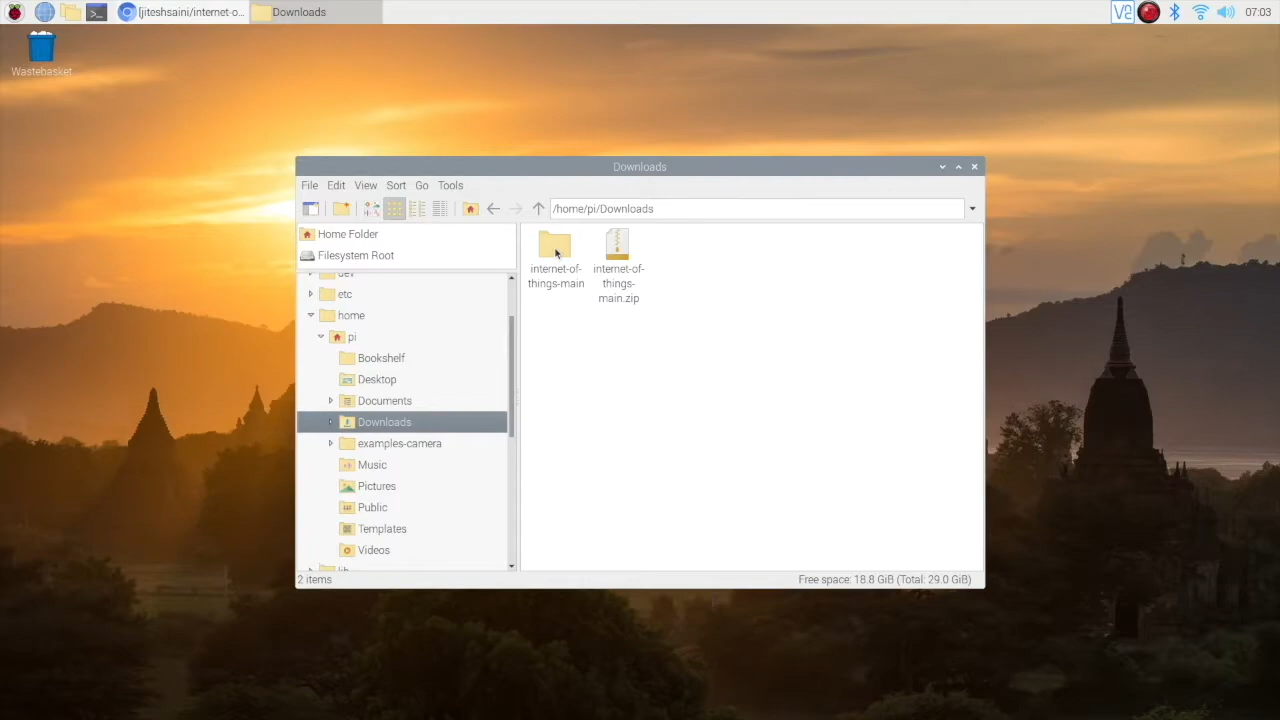 [jiteshsaini/internet-o...
Downloads
07:03
Wastebasket
Downloads
File Edit View Sort Go Tools
/home/pi/Downloads
Home Folder
Filesystem Root
dev
etc
home
pi
Bookshelf
Desktop
Documents
Downloads
examples-camera
Music
Pictures
Public
Templates
Videos
lib
internet-of-
things-main
internet-of-
things-
main.zip
2 items
Free space: 18.8 GiB (Total: 29.0 GiB)